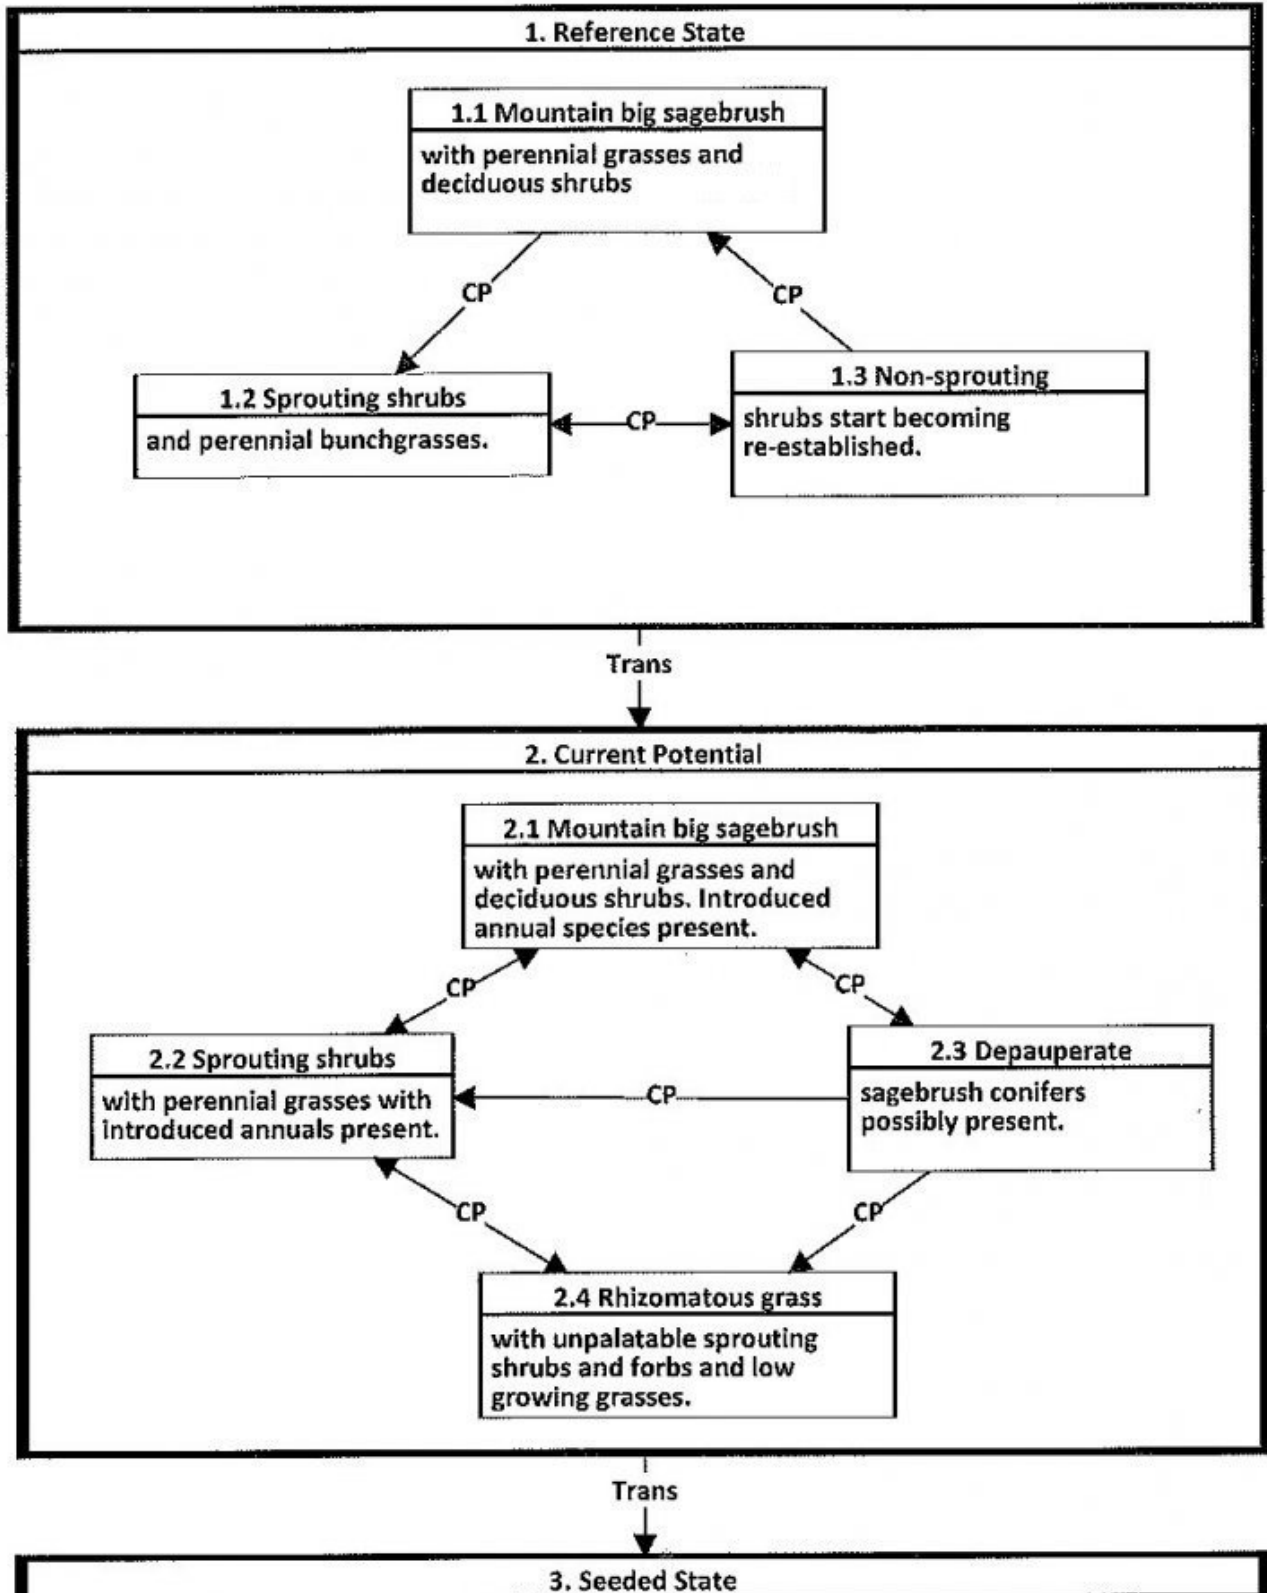 1. Reference State
1.1 Mountain big sagebrush
with perennial grasses and
deciduous shrubs
CP
CP
1.2 Sprouting shrubs
and perennial bunchgrasses.
CP
1.3 Non-sprouting
shrubs start becoming
re-established.
Trans
2. Current Potential
2.1 Mountain big sagebrush
with perennial grasses and
deciduous shrubs. Introduced
annual species present.
CP
CP
2.2 Sprouting shrubs
with perennial grasses with
introduced annuals present.
CP
2.3 Depauperate
sagebrush conifers
possibly present.
CP
CP
2.4 Rhizomatous grass
with unpalatable sprouting
shrubs and forbs and low
growing grasses.
Trans
3. Seeded State